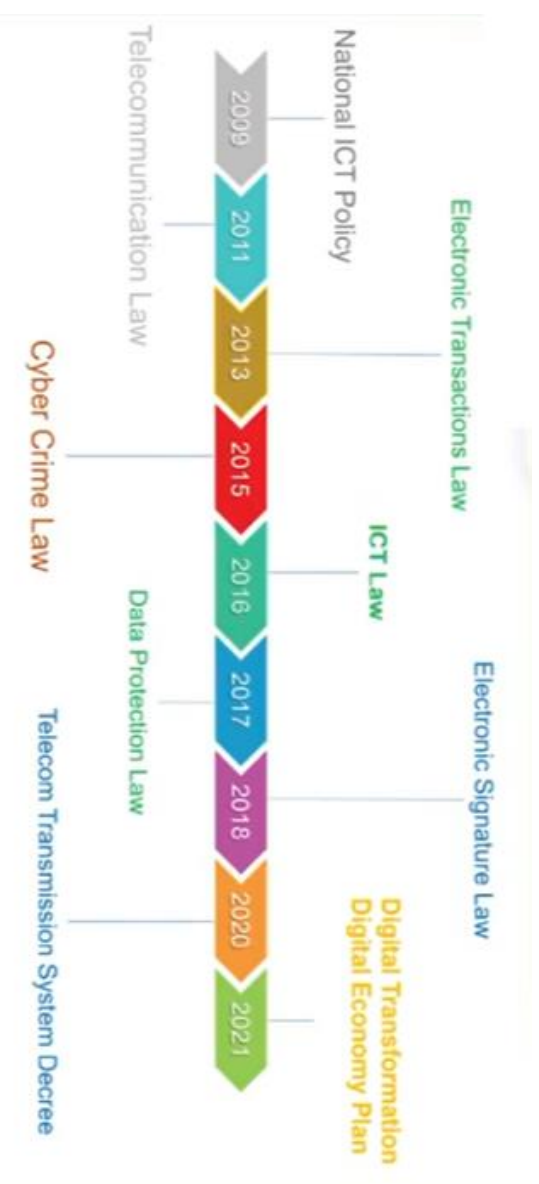 National ICT Policy
Electronic Transactions Law
ICT Law
Electronic Signature Law
Digital Transformation
Digital Economy Plan
2009
2011
2013
2015
2016
2017
2018
2020
2021
Telecommunication Law
Cyber Crime Law
Data Protection Law
Telecom Transmission System Decree